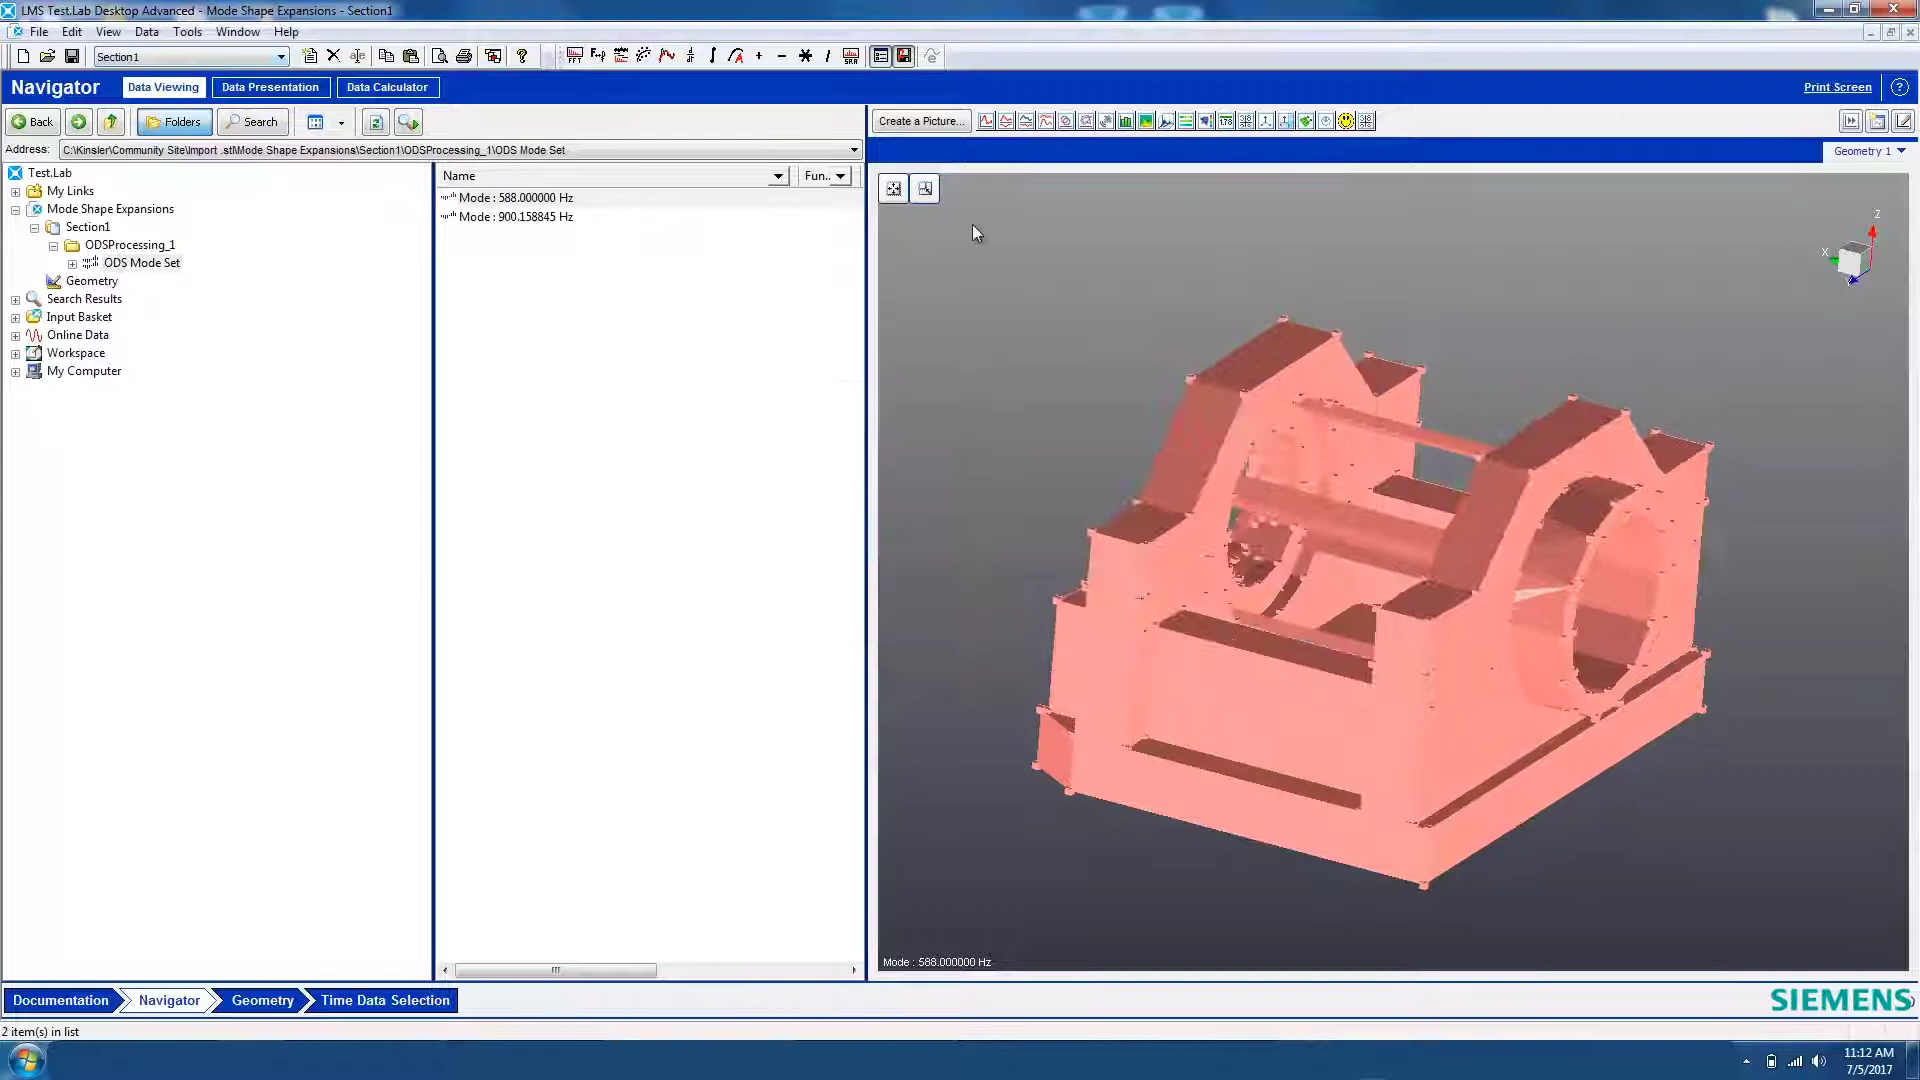 LMS Test.Lab Desktop Advanced - Mode Shape Expansions - Section1
File Edit View Data Tools Window Help
Section1
Navigator Data Viewing Data Presentation Data Calculator Print Screen
Back Folders Search Create a Picture...
Address: C:\Kinsler\Community Site\Import .stl\Mode Shape Expansions\Section1\ODSProcessing_1\ODS Mode Set
Geometry 1
Test.Lab
My Links
Mode Shape Expansions
Section1
ODSProcessing_1
ODS Mode Set
Geometry
Search Results
Input Basket
Online Data
Workspace
My Computer
Name Fun..
Mode : 588.000000 Hz
Mode : 900.158845 Hz
Z
X
Mode : 588.000000 Hz
Documentation Navigator Geometry Time Data Selection
SIEMENS
2 item(s) in list
11:12 AM
7/5/2017